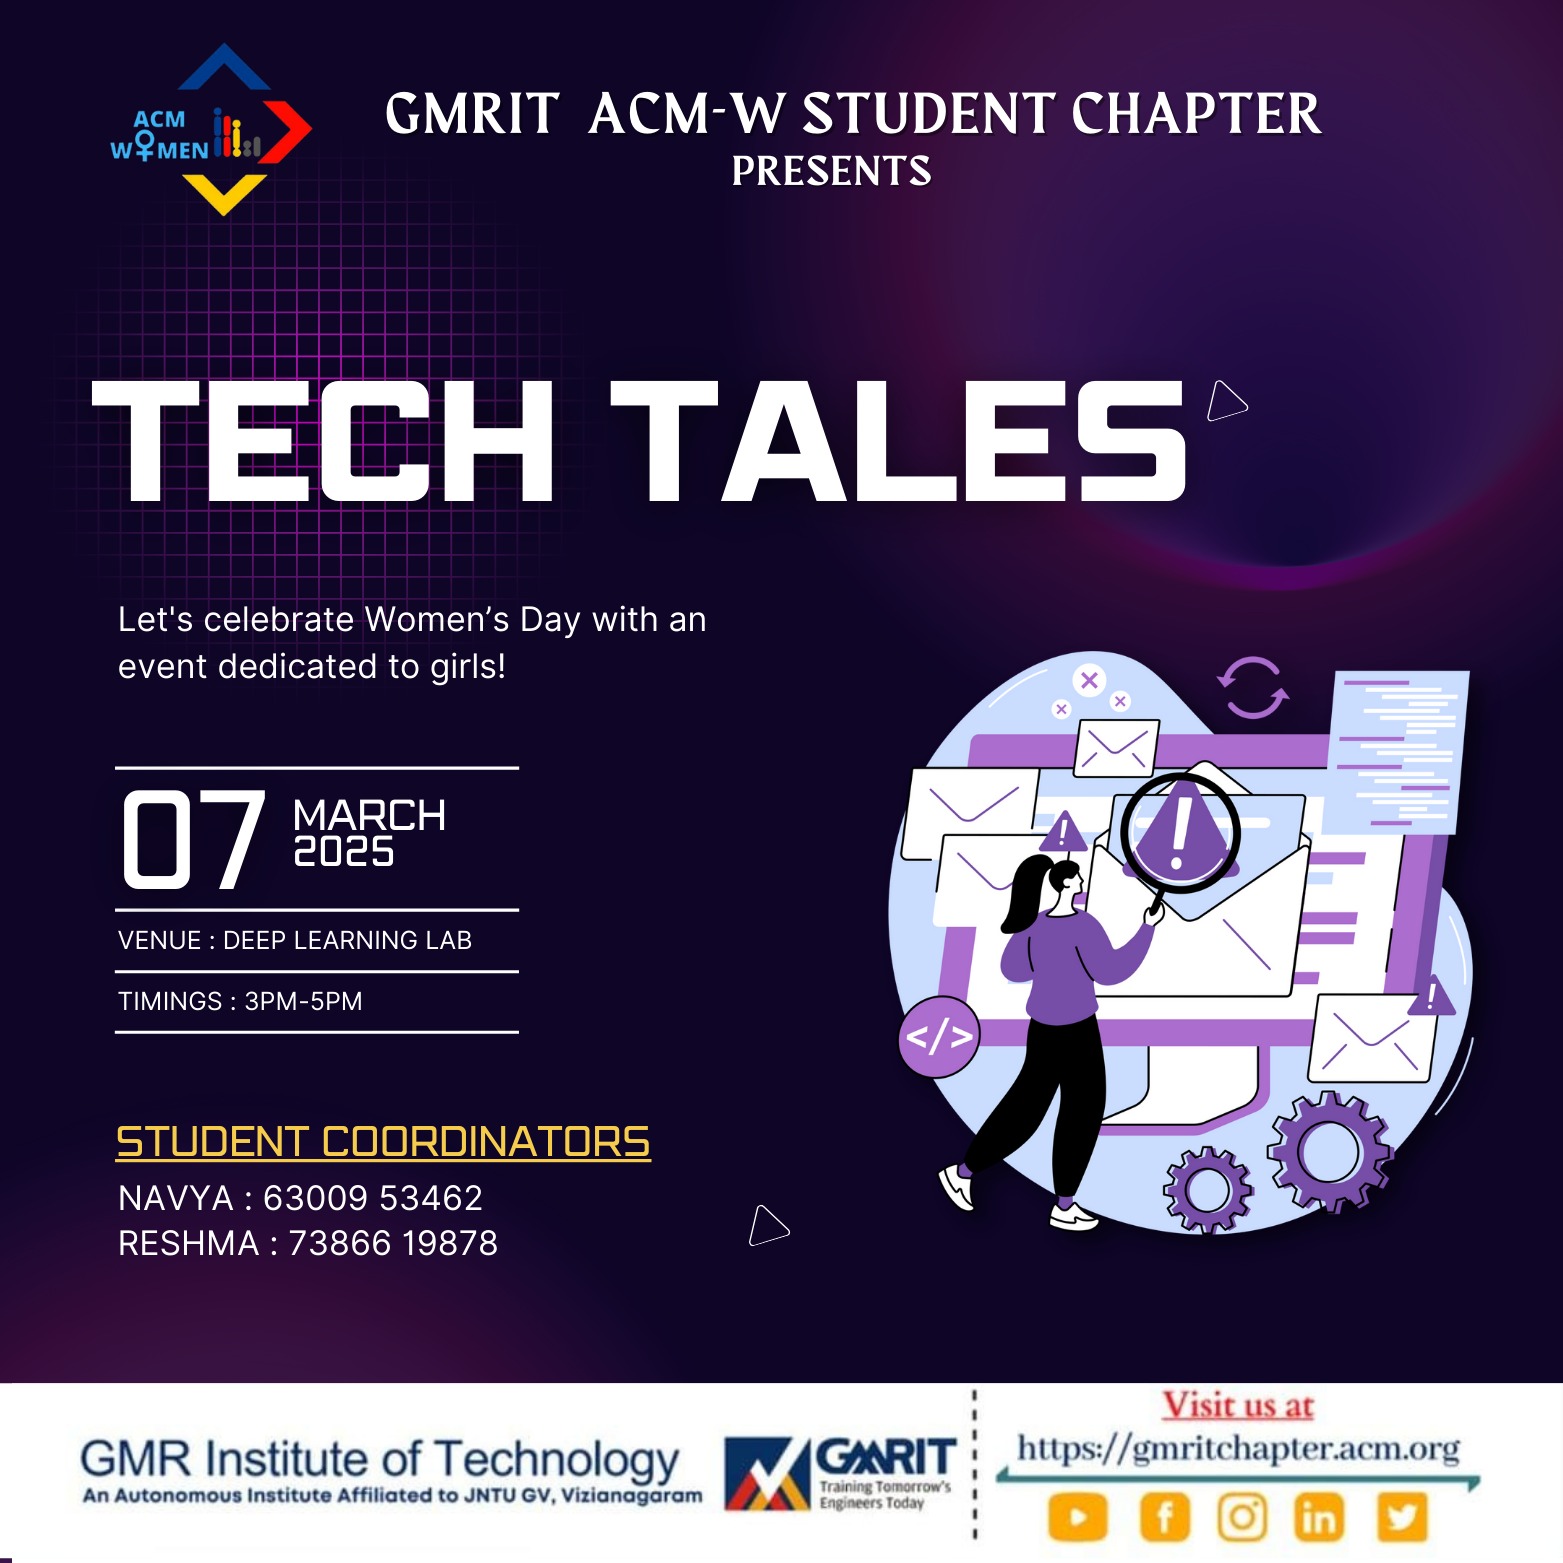 ACM
WOMEN
GMRIT ACM-W STUDENT CHAPTER
PRESENTS
TECH TALES
Let's celebrate Women’s Day with an
event dedicated to girls!
07 MARCH
2025
VENUE : DEEP LEARNING LAB
TIMINGS : 3PM-5PM
STUDENT COORDINATORS
NAVYA : 63009 53462
RESHMA : 73866 19878
</>
GMR Institute of Technology
An Autonomous Institute Affiliated to JNTU GV, Vizianagaram
GMRIT
Training Tomorrow's
Engineers Today
Visit us at
https://gmritchapter.acm.org